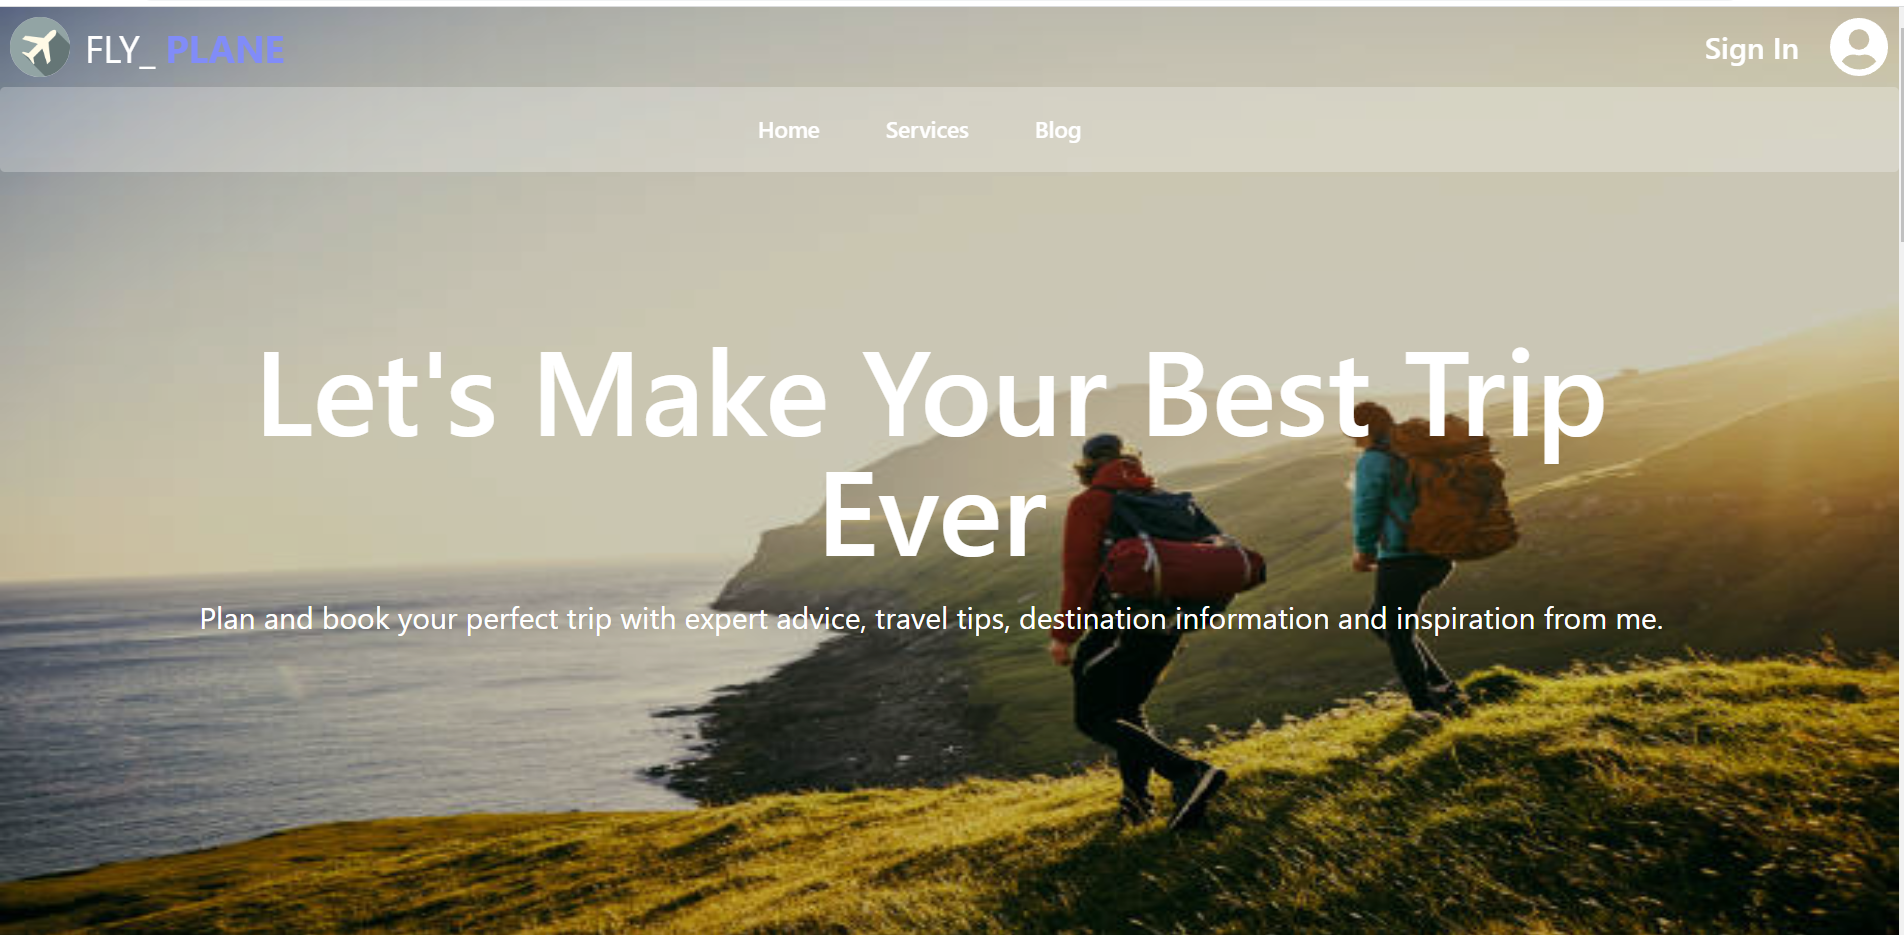 FLY_ PLANE
Sign In
Home Services Blog
Let's Make Your Best Trip
Ever
Plan and book your perfect trip with expert advice, travel tips, destination information and inspiration from me.